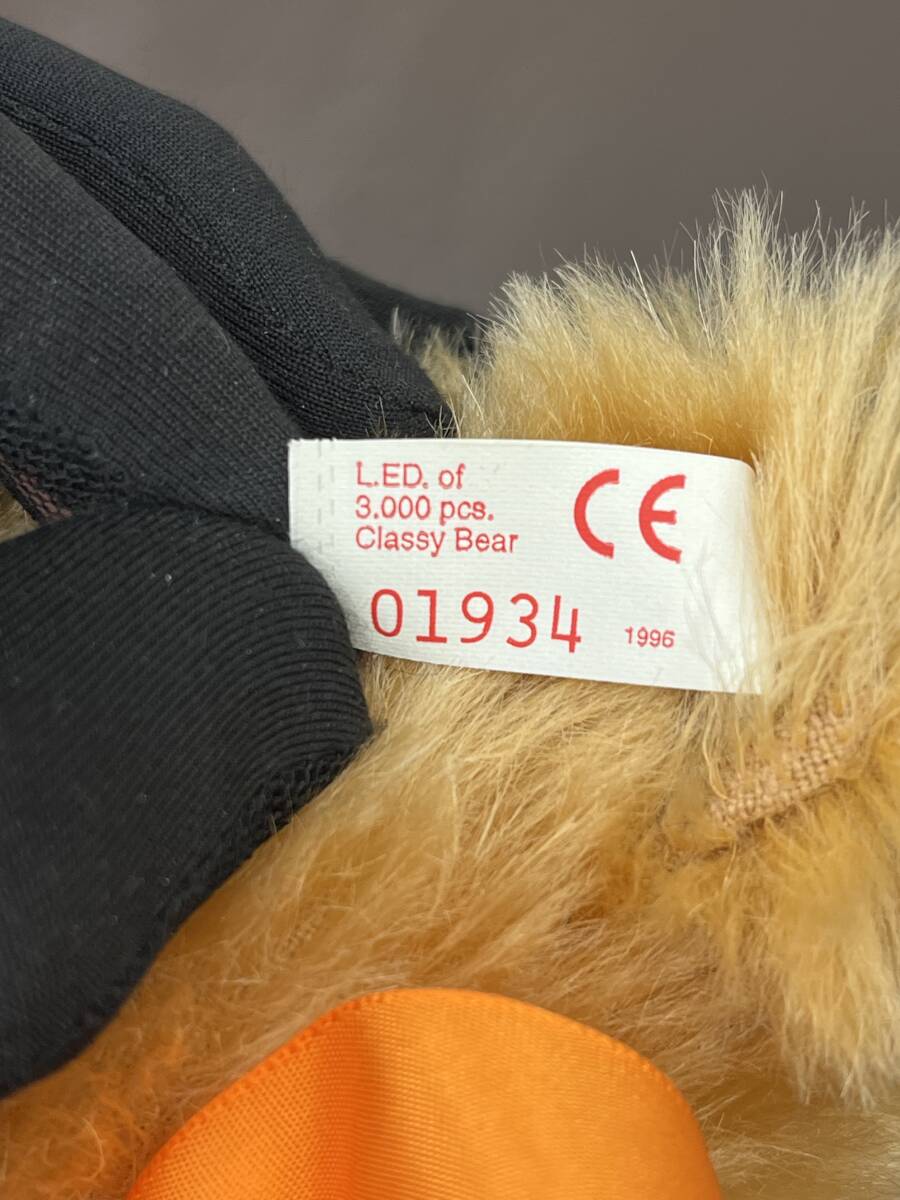 L.ED. of
3.000 pcs.
Classy Bear
CE
01934
1996